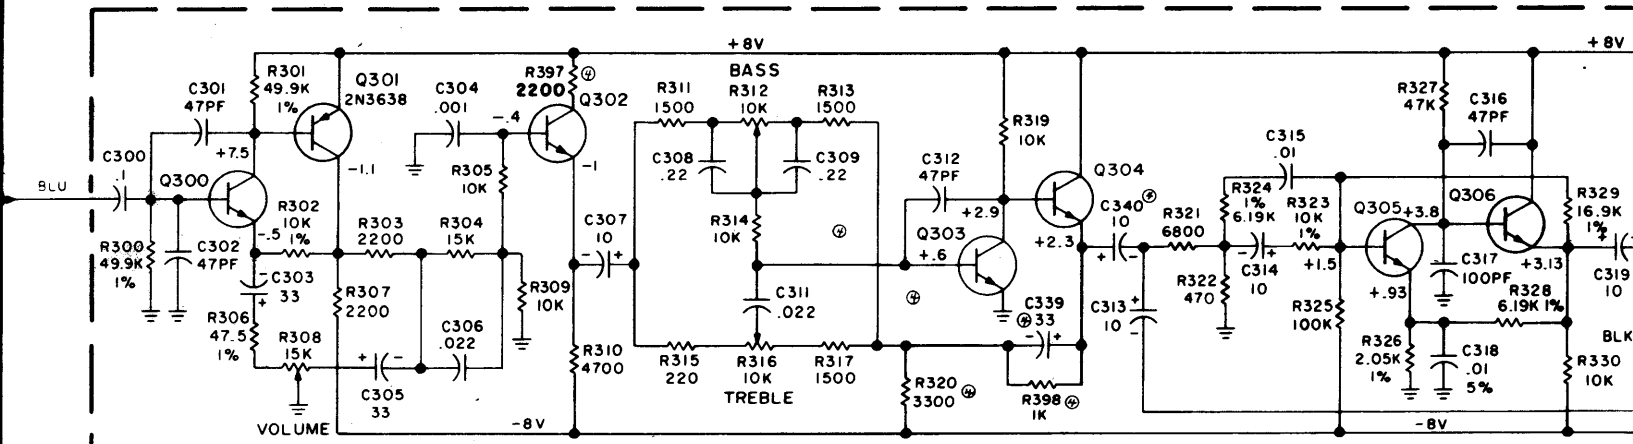 +8V
+8V
BASS
R301
49.9K
1%
Q301
2N3638
C301
47PF
C304
.001
R397 ④
2200
Q302
R311
1500
R312
10K
R313
1500
R327
47K
C316
47PF
R319
10K
-.4
+7.5
-1.1
-1
C300
.1
BLU
Q300
R305
10K
C308
.22
C309
.22
C312
47PF
Q304
C315
.01
R302
10K
1%
-.5
R303
2200
R304
15K
C307
10
R314
10K
④
+2.9
Q303
+.6
+2.3
C340 ④
10
R321
6800
R324
1%
6.19K
R323
10K
1%
Q305
+3.8
Q306
R329
16.9K
1%
R300
49.9K
1%
C302
47PF
C303
33
R307
2200
R309
10K
C311
.022
④
④
C339
33
C313
10
R322
470
C314
10
+1.5
+.93
R325
100K
C317
100PF
+3.13
R328
6.19K 1%
C319
10
R306
47.5
1%
R308
15K
C306
.022
C305
33
R310
4700
R315
220
R316
10K
R317
1500
R320
3300 ④
R398 ④
1K
R326
2.05K
1%
C318
.01
5%
R330
10K
BLK
TREBLE
VOLUME
-8V
-8V